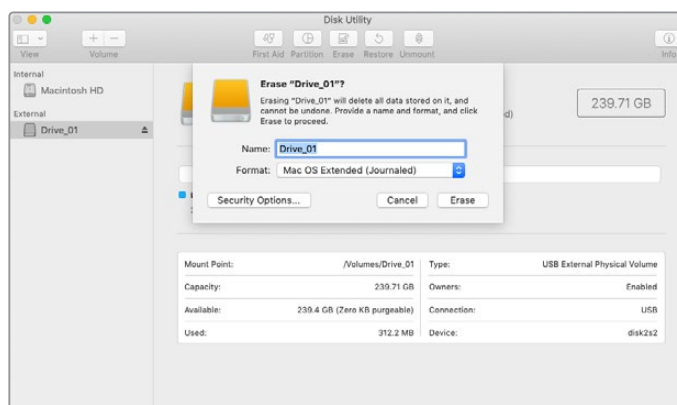 Disk Utility
View
Volume
First Aid Partition Erase Restore Unmount
Info
Internal
Macintosh HD
External
Drive_01
Erase "Drive_01"?
Erasing "Drive_01" will delete all data stored on it, and
cannot be undone. Provide a name and format, and click
Erase to proceed.
239.71 GB
Name: Drive_01
Format: Mac OS Extended (Journaled)
Security Options... Cancel Erase
Mount Point: /Volumes/Drive_01 Type: USB External Physical Volume
Capacity: 239.71 GB Owners: Enabled
Available: 239.4 GB (Zero KB purgeable) Connection: USB
Used: 312.2 MB Device: disk2s2